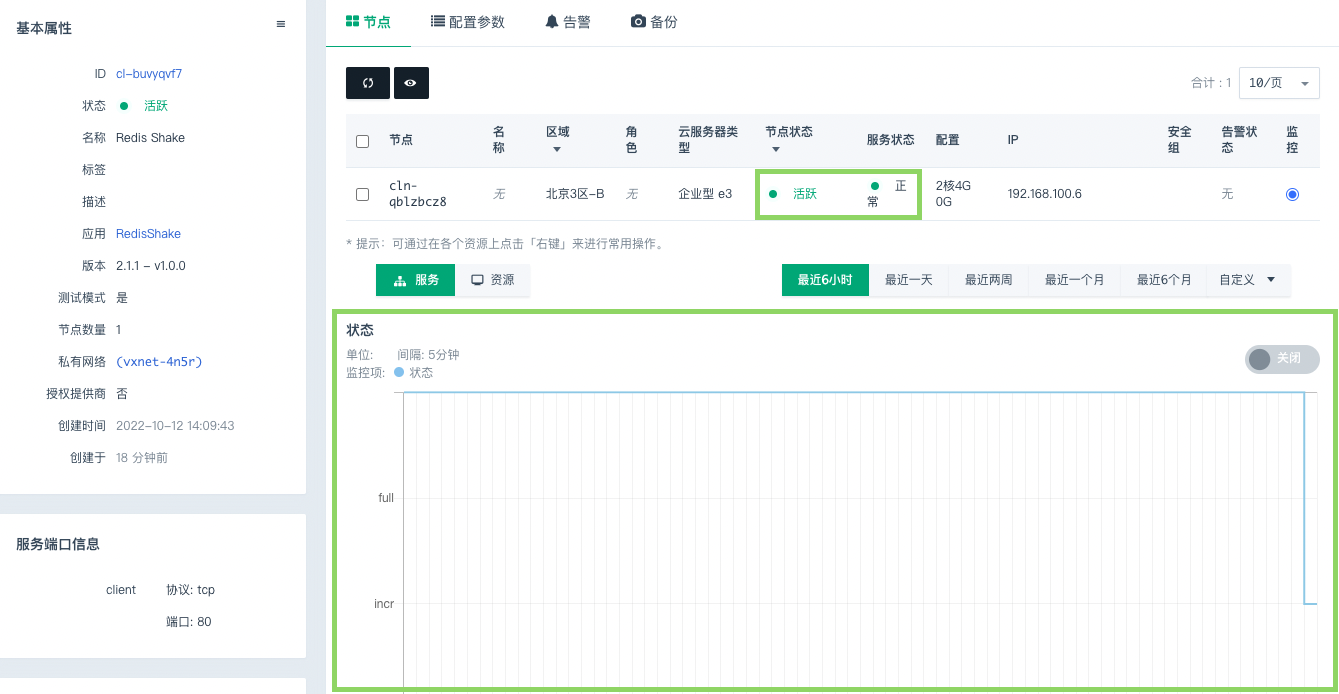 基本属性
ID cl-buvyqvf7
状态 活跃
名称 Redis Shake
标签
描述
应用 RedisShake
版本 2.1.1 - v1.0.0
测试模式 是
节点数量 1
私有网络 (vxnet-4n5r)
授权提供商 否
创建时间 2022-10-12 14:09:43
创建于 18 分钟前
服务端口信息
client 协议: tcp
端口: 80
节点 配置参数 告警 备份
合计 : 1 10/页
节点 名称 区域 角色 云服务器类型 节点状态 服务状态 配置 IP 安全组 告警状态 监控
cln-qblzbcz8 无 北京3区-B 无 企业型 e3 活跃 正常 2核4G 0G 192.168.100.6 无
* 提示：可通过在各个资源上点击「右键」来进行常用操作。
服务 资源 最近6小时 最近一天 最近两周 最近一个月 最近6个月 自定义
状态
单位: 间隔: 5分钟
监控项: 状态
关闭
full
incr